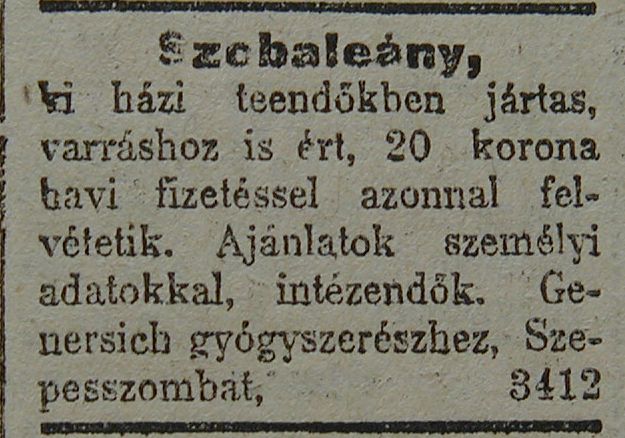 Szobaleány,
ki házi teendőkben jártas,
varráshoz is ért, 20 korona
havi fizetéssel azonnal fel-
vétetik. Ajánlatok személyi
adatokkal, intézendők. Ge-
nersich gyógyszerészhez, Sze-
pesszombat, 3412